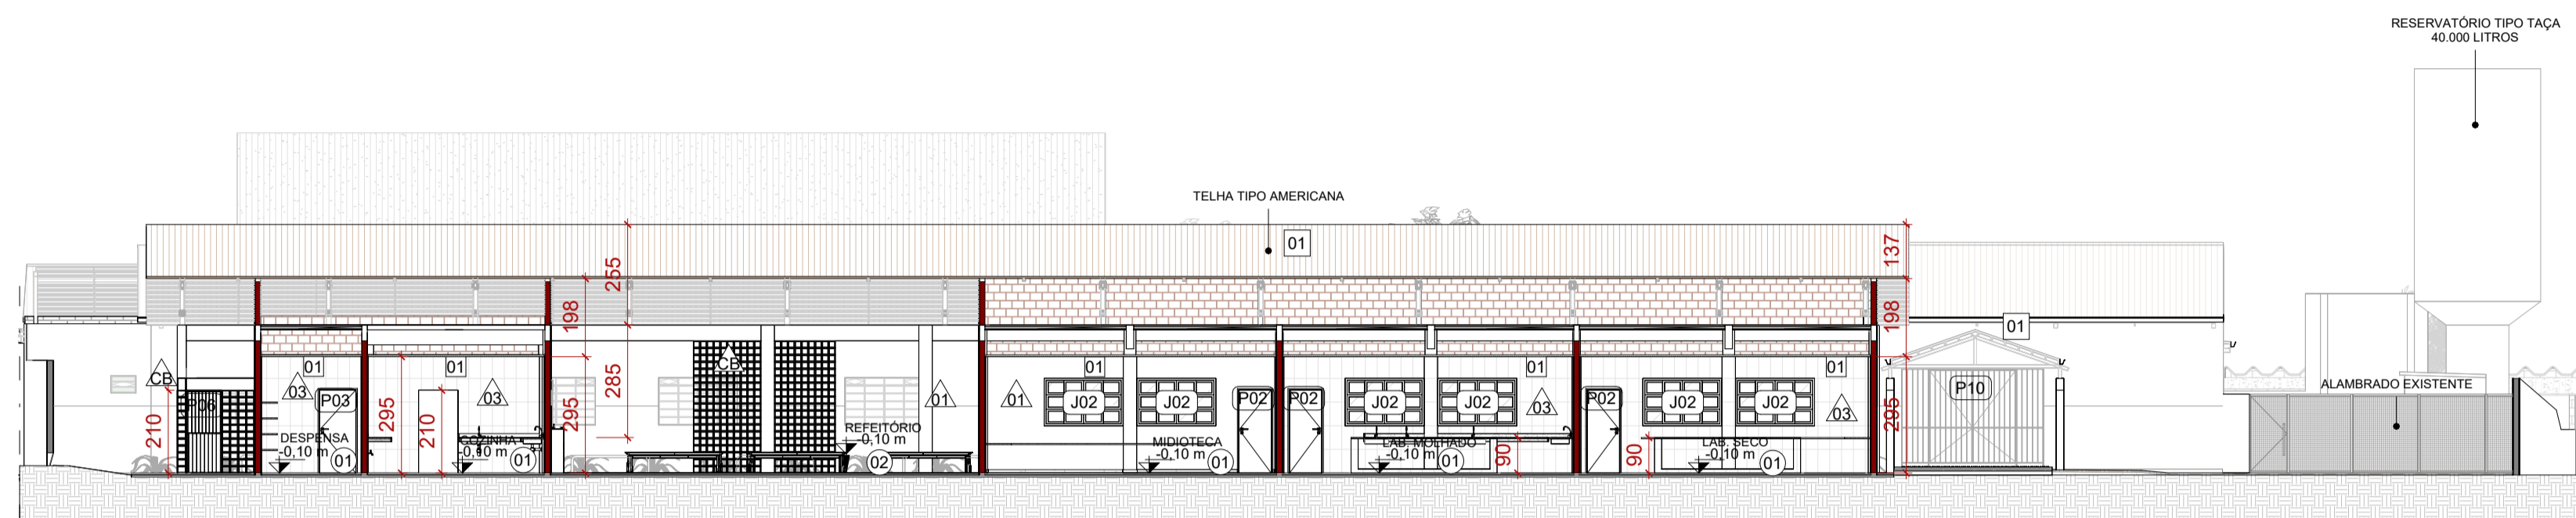 RESERVATÓRIO TIPO TAÇA
40.000 LITROS
TELHA TIPO AMERICANA
01
137
255
198
198
01
CB
01
03
P03
P06
210
DESPENSA
-0,10 m
01
295
01
210
03
COZINHA
-0,10 m
01
295
285
CB
REFEITÓRIO
-0,10 m
02
01
01
01
J02
J02
P02
MIDIOTECA
-0,10 m
01
P02
J02
J02
01
03
LAB. MOLHADO
-0,10 m
01
90
P02
J02
J02
01
03
LAB. SECO
-0,10 m
01
90
295
P10
ALAMBRADO EXISTENTE